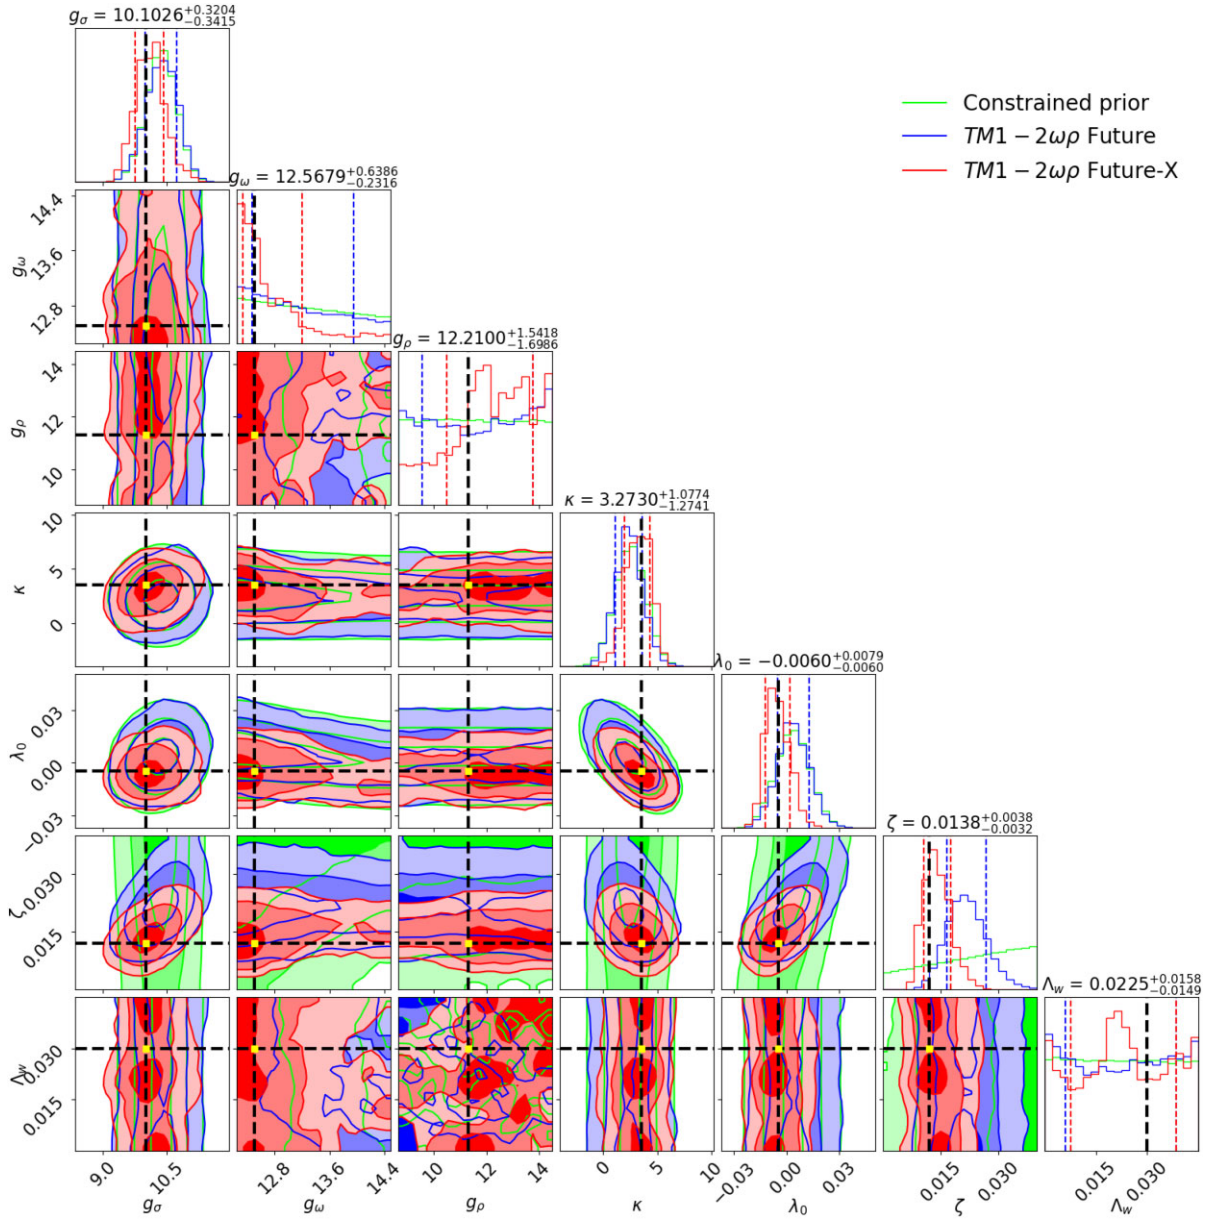 g_σ = 10.1026^{+0.3204}_{-0.3415}
Constrained prior
TM1 − 2ωρ Future
TM1 − 2ωρ Future-X
g_ω = 12.5679^{+0.6386}_{-0.2316}
14.4
13.6
12.8
g_ω
g_ρ = 12.2100^{+1.5418}_{-1.6986}
14
12
10
g_ρ
κ = 3.2730^{+1.0774}_{-1.2741}
10
5
0
κ
λ_0 = −0.0060^{+0.0079}_{-0.0060}
0.03
0.00
−0.03
λ_0
ζ = 0.0138^{+0.0038}_{-0.0032}
0.030
0.015
ζ
Λ_w = 0.0225^{+0.0158}_{-0.0149}
0.030
0.015
Λ_w
9.0 10.5 12.8 13.6 14.4 10 12 14 0 5 10 −0.03 0.00 0.03 0.015 0.030 0.015 0.030
g_σ g_ω g_ρ κ λ_0 ζ Λ_w